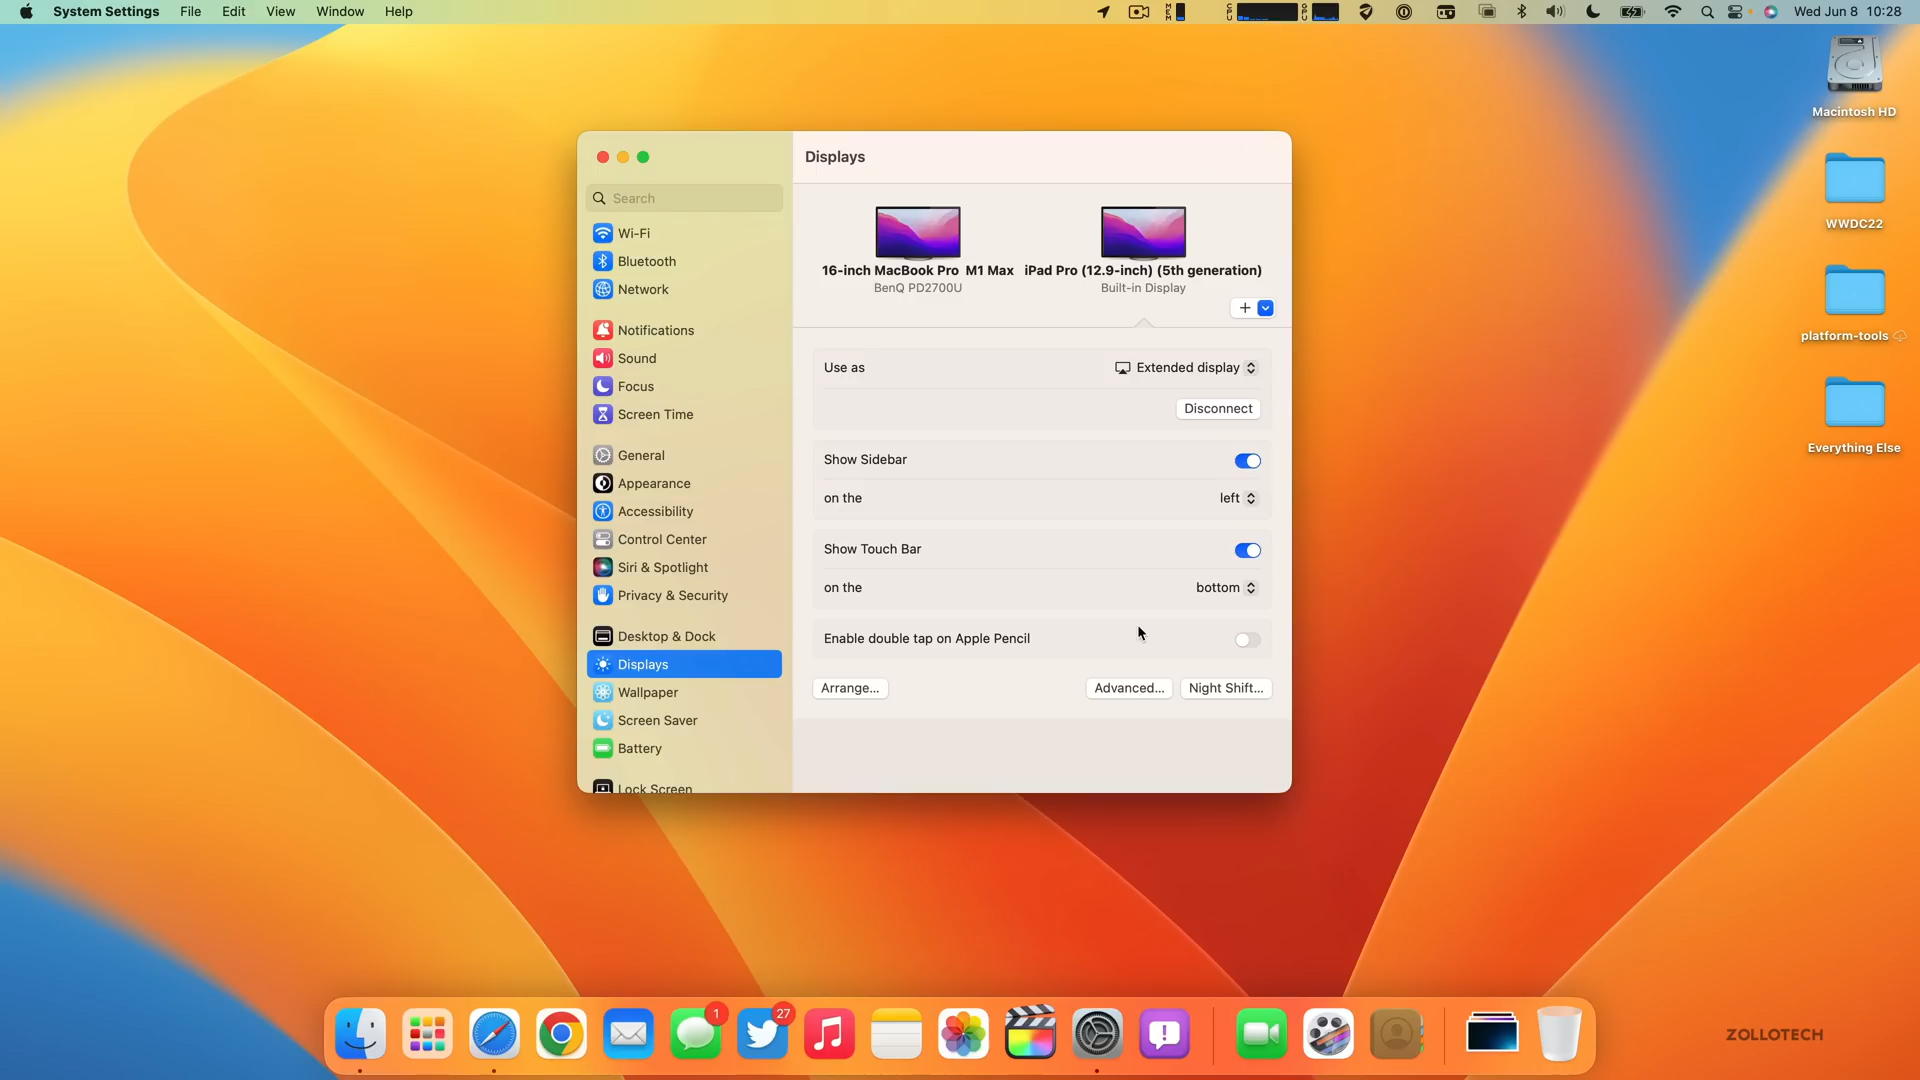 System Settings File Edit View Window Help
MEM CPU GPU Wed Jun 8 10:28
Macintosh HD
WWDC22
platform-tools
Everything Else
Displays
Search
Wi-Fi
Bluetooth
Network
Notifications
Sound
Focus
Screen Time
General
Appearance
Accessibility
Control Center
Siri & Spotlight
Privacy & Security
Desktop & Dock
Displays
Wallpaper
Screen Saver
Battery
Lock Screen
16-inch MacBook Pro M1 Max
BenQ PD2700U
iPad Pro (12.9-inch) (5th generation)
Built-in Display
Use as Extended display
Disconnect
Show Sidebar
on the left
Show Touch Bar
on the bottom
Enable double tap on Apple Pencil
Arrange... Advanced... Night Shift...
1
27
ZOLLOTECH